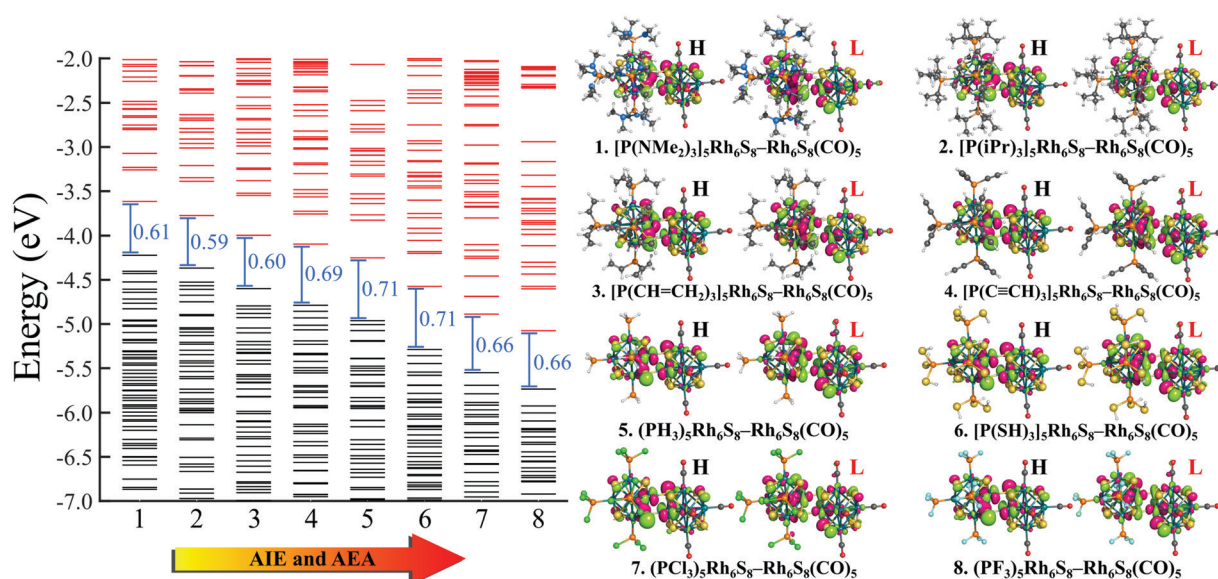 Energy (eV)
-2.0
-2.5
-3.0
-3.5
-4.0
-4.5
-5.0
-5.5
-6.0
-6.5
-7.0
0.61
0.59
0.60
0.69
0.71
0.71
0.66
0.66
1 2 3 4 5 6 7 8
AIE and AEA
H L
1. [P(NMe₂)₃]₅Rh₆S₈–Rh₆S₈(CO)₅
H L
2. [P(iPr)₃]₅Rh₆S₈–Rh₆S₈(CO)₅
H L
3. [P(CH=CH₂)₃]₅Rh₆S₈–Rh₆S₈(CO)₅
H L
4. [P(C≡CH)₃]₅Rh₆S₈–Rh₆S₈(CO)₅
H L
5. (PH₃)₅Rh₆S₈–Rh₆S₈(CO)₅
H L
6. [P(SH)₃]₅Rh₆S₈–Rh₆S₈(CO)₅
H L
7. (PCl₃)₅Rh₆S₈–Rh₆S₈(CO)₅
H L
8. (PF₃)₅Rh₆S₈–Rh₆S₈(CO)₅